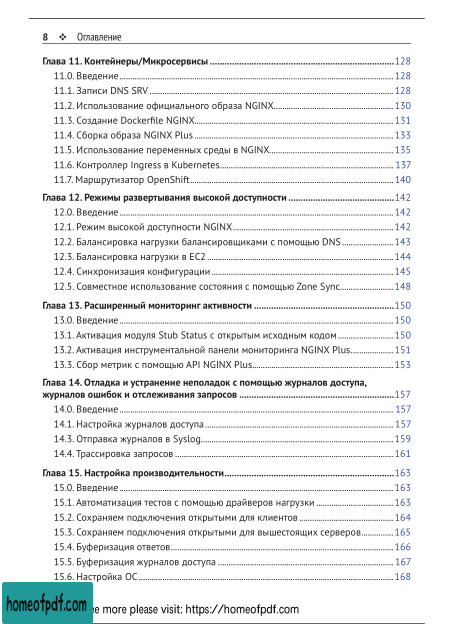 8 ❖ Оглавление
Глава 11. Контейнеры/Микросервисы ........ 128
11.0. Введение ........ 128
11.1. Записи DNS SRV ........ 128
11.2. Использование официального образа NGINX ........ 130
11.3. Создание Dockerfile NGINX ........ 131
11.4. Сборка образа NGINX Plus ........ 133
11.5. Использование переменных среды в NGINX ........ 135
11.6. Контроллер Ingress в Kubernetes ........ 137
11.7. Маршрутизатор OpenShift ........ 140
Глава 12. Режимы развертывания высокой доступности ........ 142
12.0. Введение ........ 142
12.1. Режим высокой доступности NGINX ........ 142
12.2. Балансировка нагрузки балансировщиками с помощью DNS ........ 143
12.3. Балансировка нагрузки в EC2 ........ 144
12.4. Синхронизация конфигурации ........ 145
12.5. Совместное использование состояния с помощью Zone Sync ........ 148
Глава 13. Расширенный мониторинг активности ........ 150
13.0. Введение ........ 150
13.1. Активация модуля Stub Status с открытым исходным кодом ........ 150
13.2. Активация инструментальной панели мониторинга NGINX Plus ........ 151
13.3. Сбор метрик с помощью API NGINX Plus ........ 153
Глава 14. Отладка и устранение неполадок с помощью журналов доступа,
журналов ошибок и отслеживания запросов ........ 157
14.0. Введение ........ 157
14.1. Настройка журналов доступа ........ 157
14.3. Отправка журналов в Syslog ........ 159
14.4. Трассировка запросов ........ 161
Глава 15. Настройка производительности ........ 163
15.0. Введение ........ 163
15.1. Автоматизация тестов с помощью драйверов нагрузки ........ 163
15.2. Сохраняем подключения открытыми для клиентов ........ 164
15.3. Сохраняем подключения открытыми для вышестоящих серверов ........ 165
15.4. Буферизация ответов ........ 166
15.5. Буферизация журналов доступа ........ 167
15.6. Настройка ОС ........ 168
homeofpdf.com
ee more please visit: https://homeofpdf.com